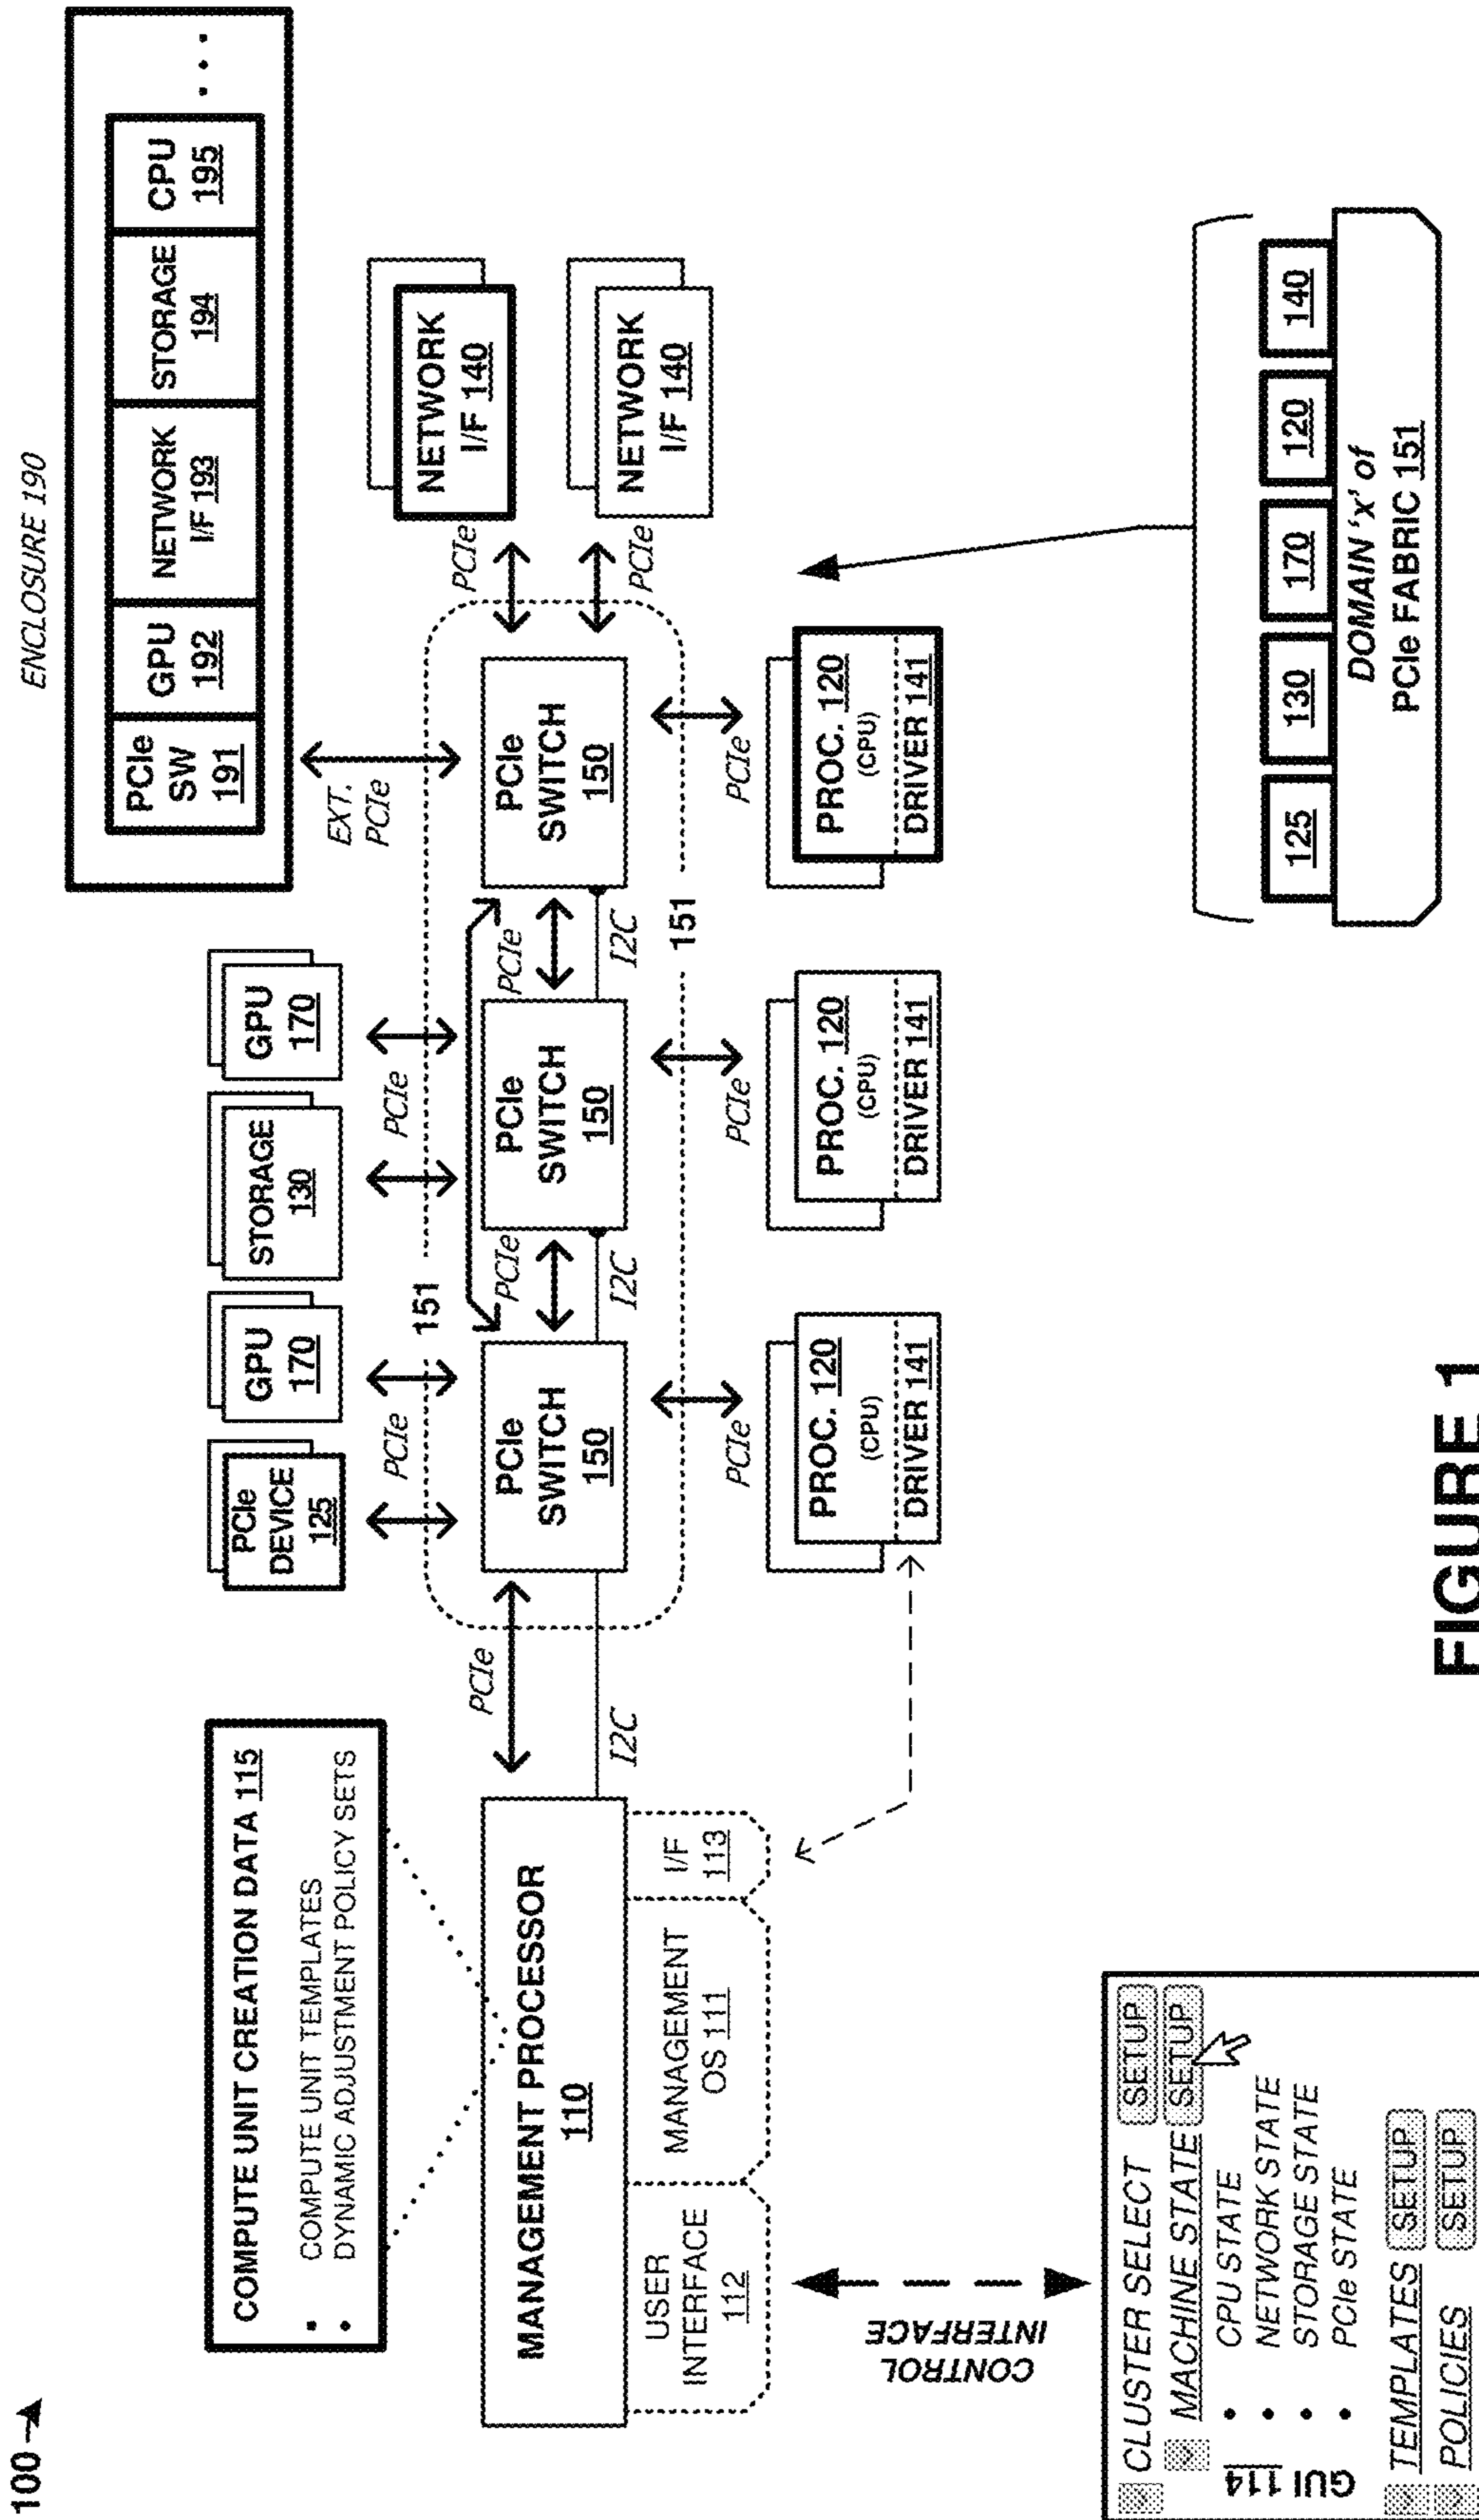 100
ENCLOSURE 190
PCIe
SW
191
GPU
192
NETWORK
I/F 193
STORAGE
194
CPU
195
COMPUTE UNIT CREATION DATA 115
• COMPUTE UNIT TEMPLATES
• DYNAMIC ADJUSTMENT POLICY SETS
PCIe
DEVICE
125
GPU
170
STORAGE
130
GPU
170
PCIe
PCIe
EXT.
PCIe
151
MANAGEMENT PROCESSOR
110
PCIe
I2C
PCIe
SWITCH
150
PCIe
I2C
PCIe
SWITCH
150
PCIe
I2C
PCIe
SWITCH
150
PCIe
NETWORK
I/F 140
PCIe
NETWORK
I/F 140
151
USER
INTERFACE
112
MANAGEMENT
OS 111
I/F
113
PCIe
PCIe
PCIe
PROC. 120
(CPU)
DRIVER 141
PROC. 120
(CPU)
DRIVER 141
PROC. 120
(CPU)
DRIVER 141
CONTROL
INTERFACE
CLUSTER SELECT SETUP
MACHINE STATE SETUP
• CPU STATE
• NETWORK STATE
• STORAGE STATE
• PCIe STATE
GUI 114
TEMPLATES SETUP
POLICIES SETUP
125
130
170
120
140
DOMAIN 'x' of
PCIe FABRIC 151
FIGURE 1